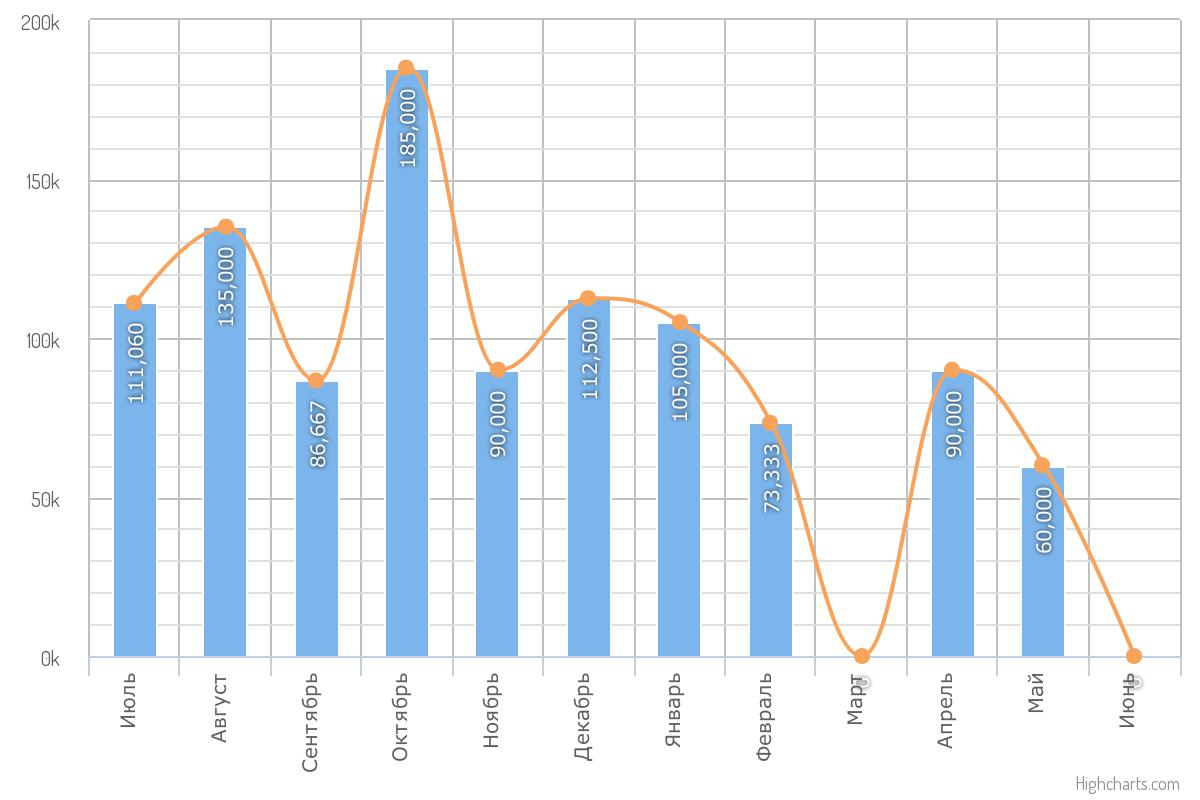 200k
150k
100k
50k
0k
111,060
135,000
86,667
185,000
90,000
112,500
105,000
73,333
0
90,000
60,000
0
Июль
Август
Сентябрь
Октябрь
Ноябрь
Декабрь
Январь
Февраль
Март
Апрель
Май
Июнь
Highcharts.com